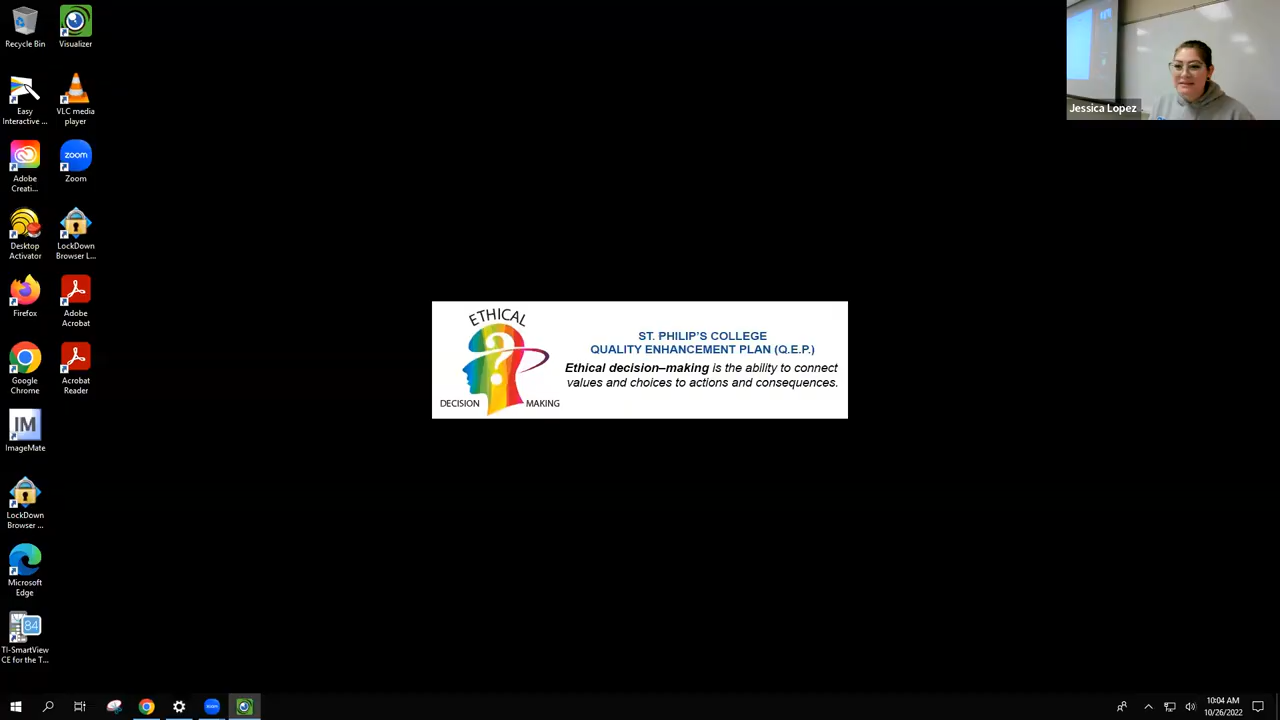 Recycle Bin
Visualizer
Easy
Interactive ...
VLC media
player
Adobe
Creati...
Zoom
zoom
Desktop
Activator
LockDown
Browser L...
Firefox
Adobe
Acrobat
Google
Chrome
Acrobat
Reader
IM
ImageMate
LockDown
Browser ...
Microsoft
Edge
84
TI-SmartView
CE for the T...
ETHICAL
DECISION
MAKING
ST. PHILIP'S COLLEGE
QUALITY ENHANCEMENT PLAN (Q.E.P.)
Ethical decision–making is the ability to connect
values and choices to actions and consequences.
Jessica Lopez
zoom
10:04 AM
10/26/2022